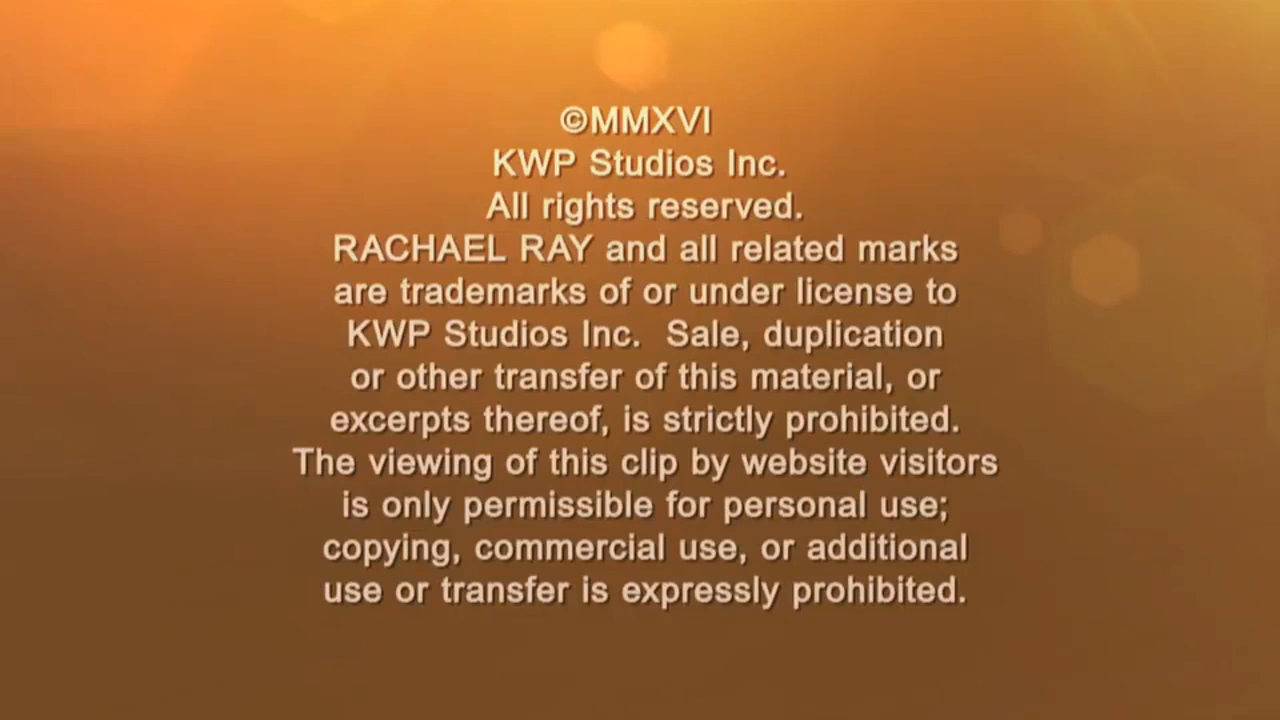 ©MMXVI
KWP Studios Inc.
All rights reserved.
RACHAEL RAY and all related marks
are trademarks of or under license to
KWP Studios Inc.  Sale, duplication
or other transfer of this material, or
excerpts thereof, is strictly prohibited.
The viewing of this clip by website visitors
is only permissible for personal use;
copying, commercial use, or additional
use or transfer is expressly prohibited.